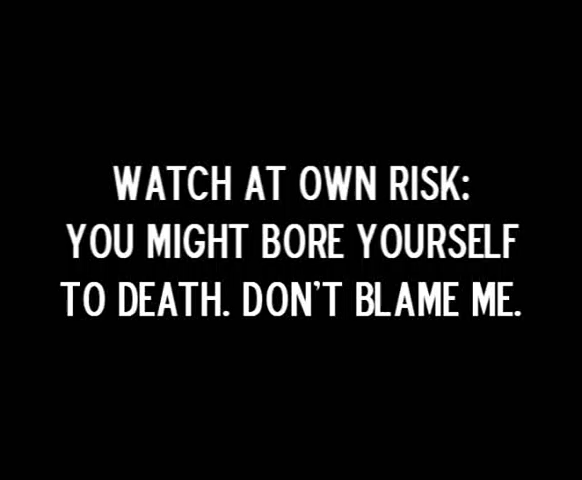 WATCH AT OWN RISK:
YOU MIGHT BORE YOURSELF
TO DEATH. DON'T BLAME ME.